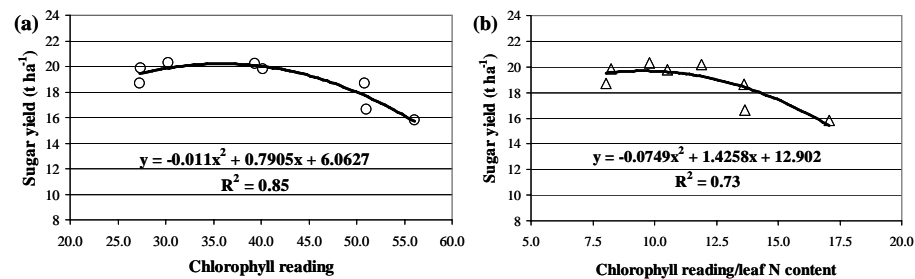 (a)
Sugar yield (t ha-1)
24
22
20
18
16
14
12
10
8
y = -0.011x2 + 0.7905x + 6.0627
R2 = 0.85
20.0 25.0 30.0 35.0 40.0 45.0 50.0 55.0 60.0
Chlorophyll reading
(b)
Sugar yield (t ha-1)
24
22
20
18
16
14
12
10
8
y = -0.0749x2 + 1.4258x + 12.902
R2 = 0.73
5.0 7.5 10.0 12.5 15.0 17.5 20.0
Chlorophyll reading/leaf N content